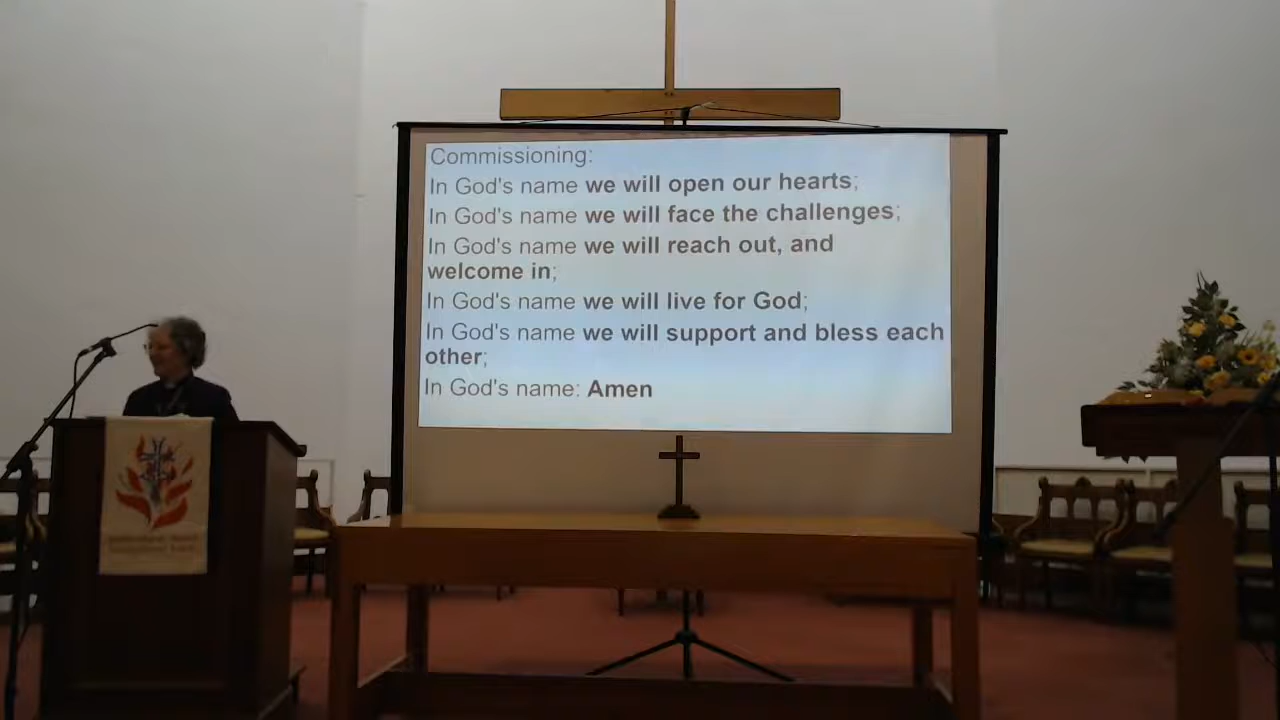 Commissioning:
In God's name we will open our hearts;
In God's name we will face the challenges;
In God's name we will reach out, and
welcome in;
In God's name we will live for God;
In God's name we will support and bless each
other;
In God's name: Amen